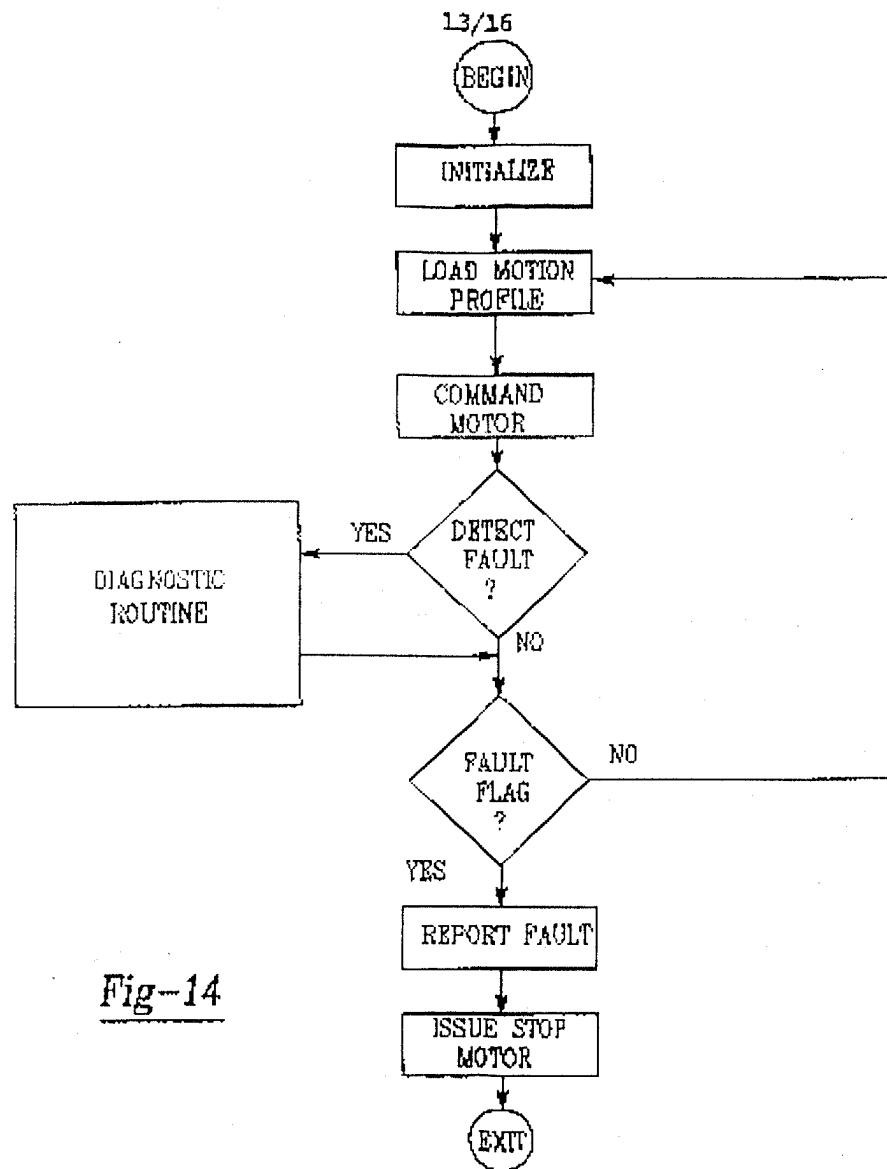 13/16
BEGIN
INITIALIZE
LOAD MOTION
PROFILE
COMMAND
MOTOR
DETECT
FAULT
?
YES
NO
DIAGNOSTIC
ROUTINE
FAULT
FLAG
?
NO
YES
REPORT FAULT
ISSUE STOP
MOTOR
EXIT
Fig-14